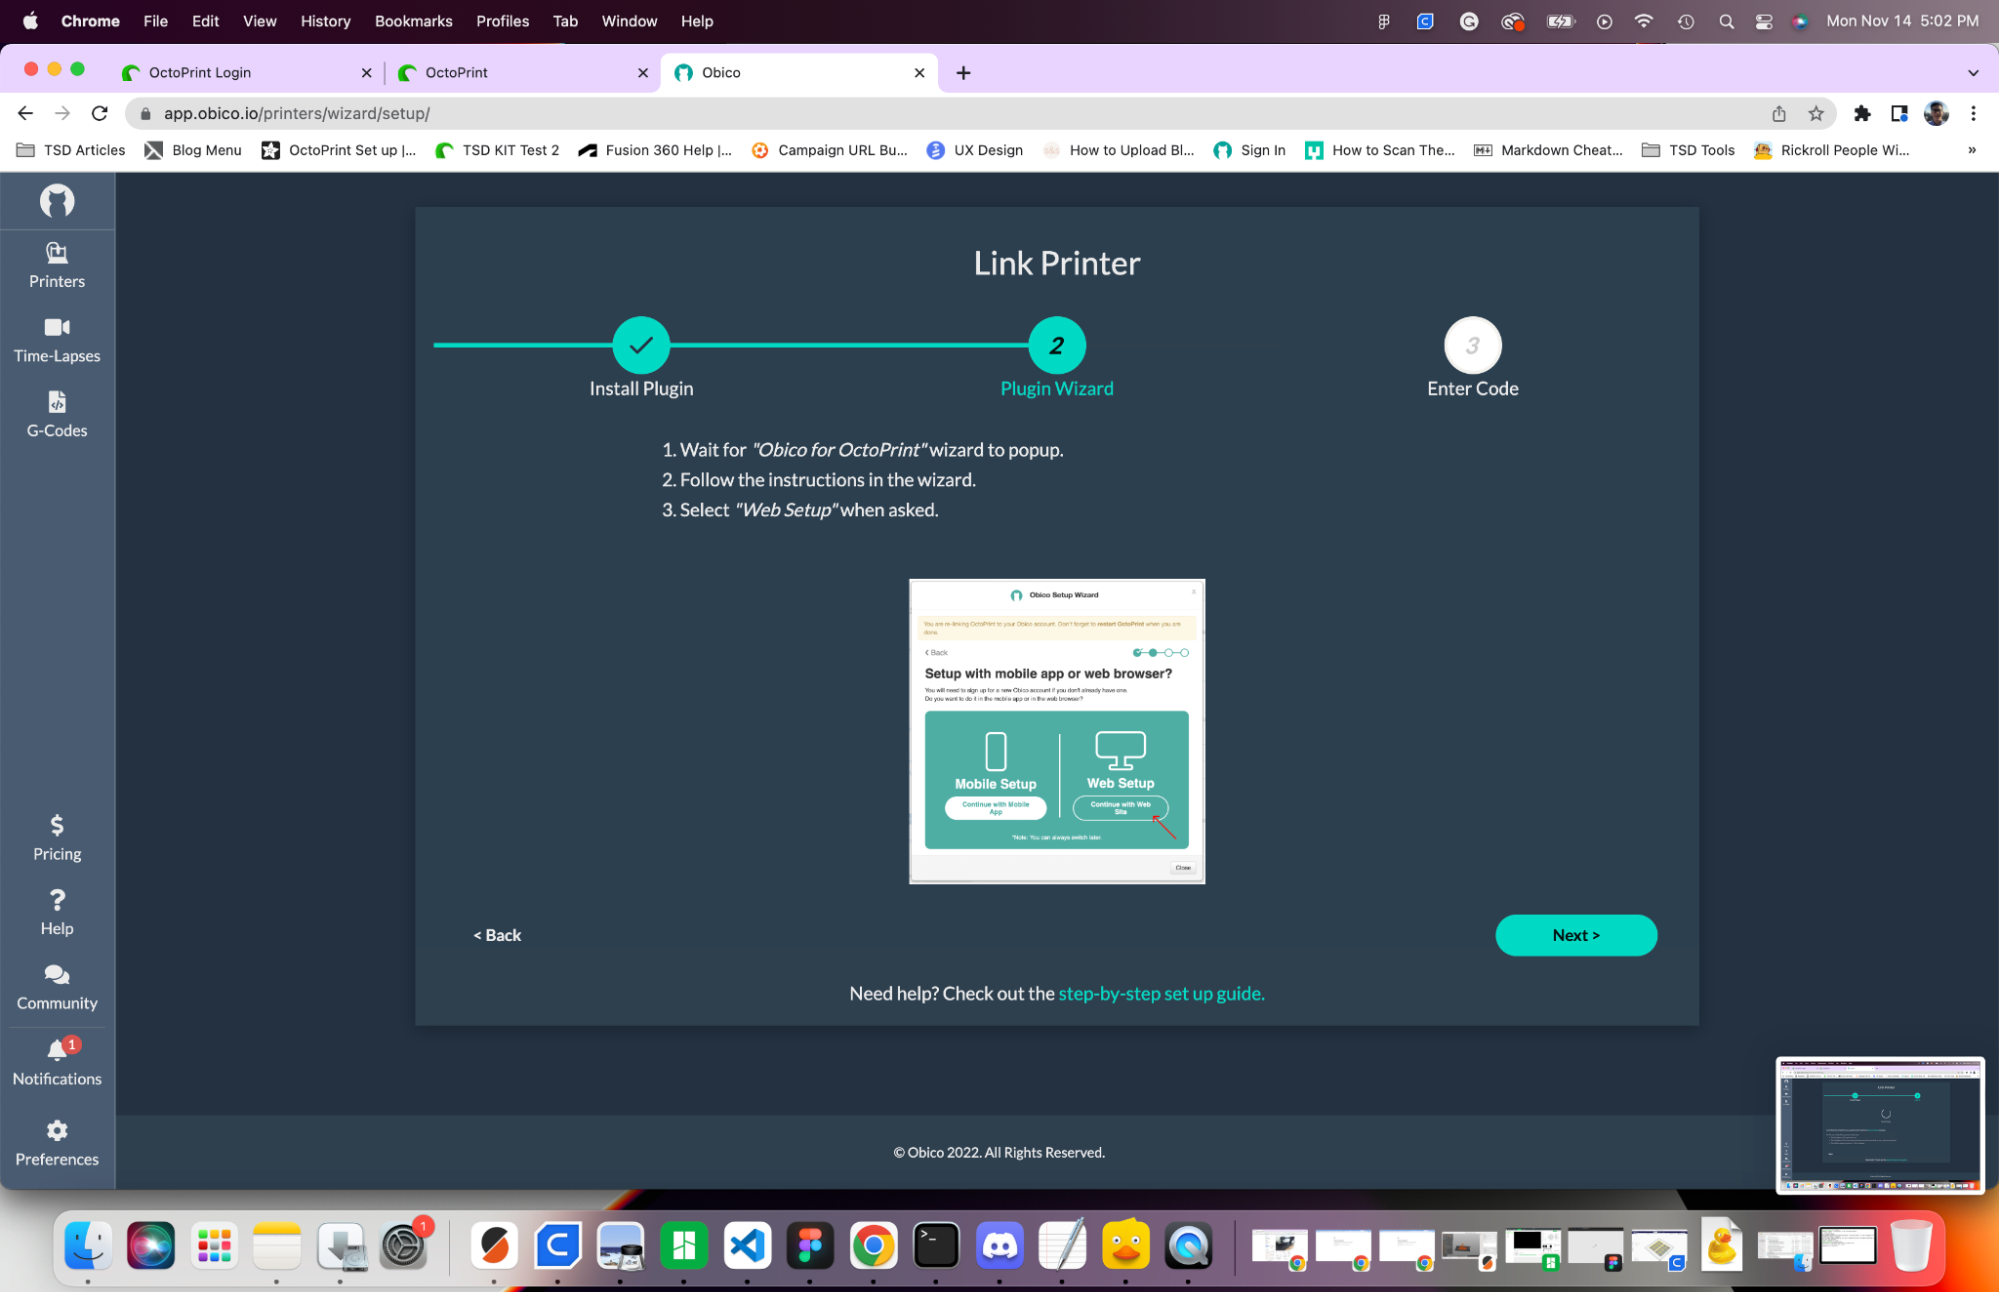 Chrome File Edit View History Bookmarks Profiles Tab Window Help Mon Nov 14 5:02 PM
OctoPrint Login OctoPrint Obico
app.obico.io/printers/wizard/setup/
TSD Articles Blog Menu OctoPrint Set up |... TSD KIT Test 2 Fusion 360 Help |... Campaign URL Bu... UX Design How to Upload Bl... Sign In How to Scan The... Markdown Cheat... TSD Tools Rickroll People Wi... »
Printers
Time-Lapses
G-Codes
Pricing
Help
Community
1
Notifications
Preferences
Link Printer
2
3
Install Plugin
Plugin Wizard
Enter Code
1. Wait for "Obico for OctoPrint" wizard to popup.
2. Follow the instructions in the wizard.
3. Select "Web Setup" when asked.
Obico Setup Wizard
x
You are re-linking OctoPrint to your Obico account. Don't forget to restart OctoPrint when you are
done.
< Back
Setup with mobile app or web browser?
You will need to sign up for a new Obico account if you don't already have one.
Do you want to do it in the mobile app or in the web browser?
Mobile Setup
Continue with Mobile
App
Web Setup
Continue with Web
Site
*Note: You can always switch later.
Close
< Back
Next >
Need help? Check out the step-by-step set up guide.
© Obico 2022. All Rights Reserved.
1